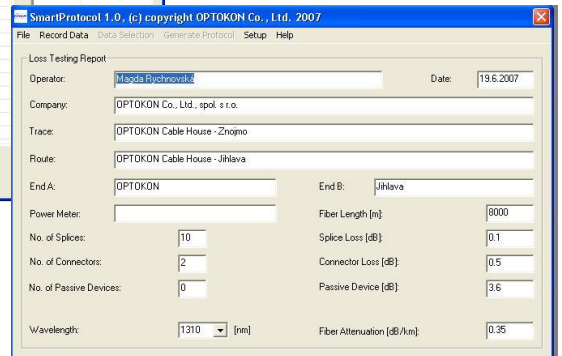 SmartProtocol 1.0, (c) copyright OPTOKON Co., Ltd. 2007
File Record Data Data Selection Generate Protocol Setup Help
Loss Testing Report
Operator: Magda Rychnovská Date: 19.6.2007
Company: OPTOKON Co., Ltd., spol. s r.o.
Trace: OPTOKON Cable House - Znojmo
Route: OPTOKON Cable House - Jihlava
End A: OPTOKON End B: Jihlava
Power Meter: Fiber Length [m]: 8000
No. of Splices: 10 Splice Loss [dB]: 0.1
No. of Connectors: 2 Connector Loss [dB]: 0.5
No. of Passive Devices: 0 Passive Device [dB]: 3.6
Wavelength: 1310 [nm] Fiber Attenuation [dB/km]: 0.35